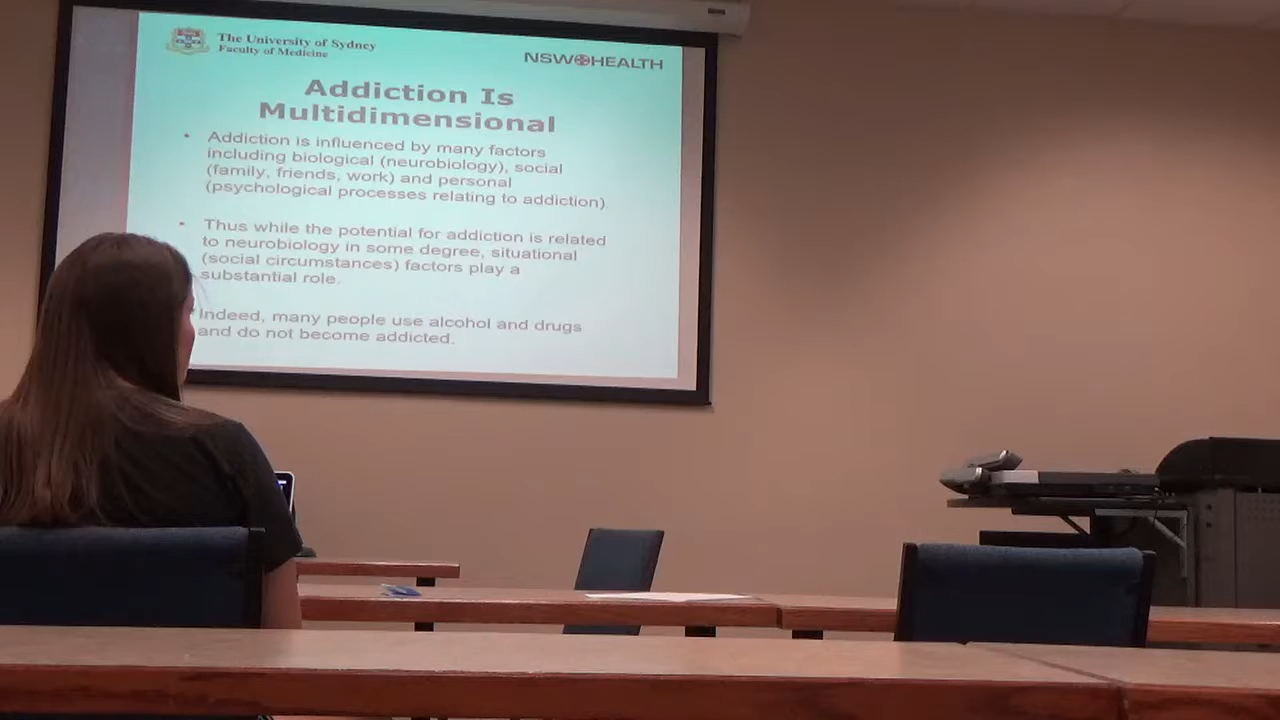 The University of Sydney
Faculty of Medicine
NSW HEALTH
Addiction Is
Multidimensional
• Addiction is influenced by many factors
including biological (neurobiology), social
(family, friends, work) and personal
(psychological processes relating to addiction)
• Thus while the potential for addiction is related
to neurobiology in some degree, situational
(social circumstances) factors play a
substantial role.
Indeed, many people use alcohol and drugs
and do not become addicted.